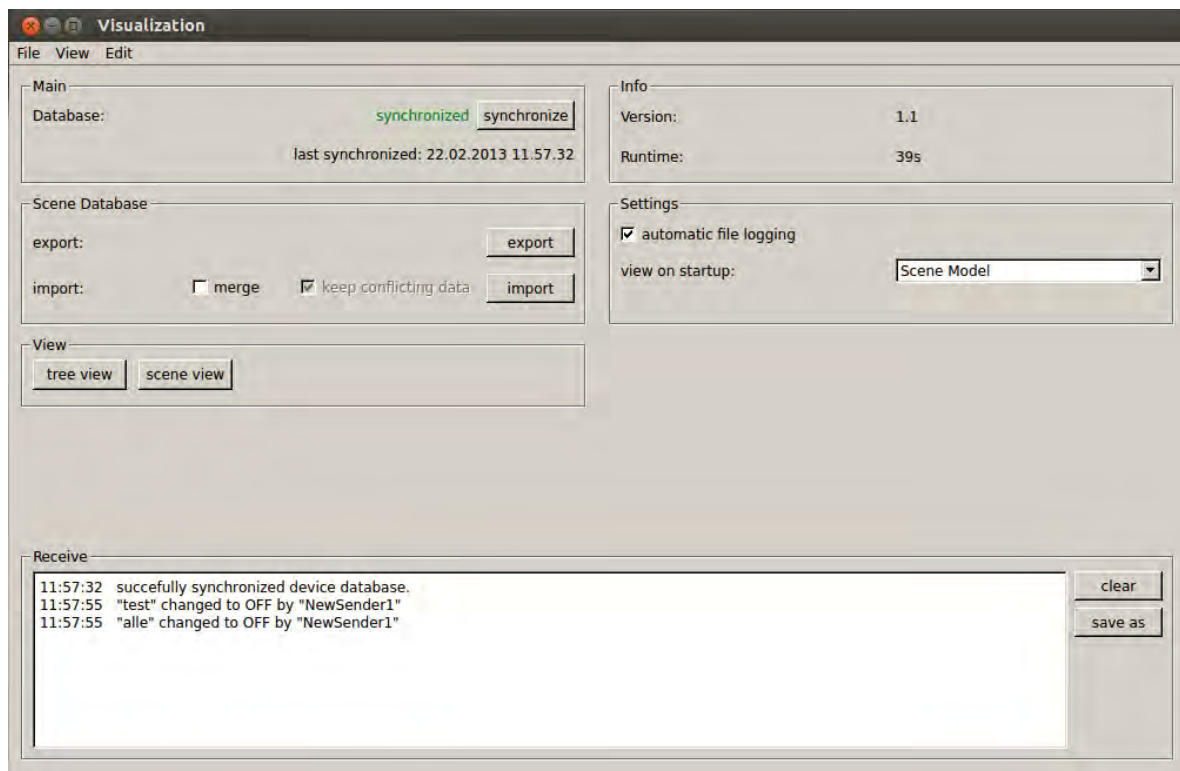 Visualization
File View Edit
Main
Database: synchronized synchronize
last synchronized: 22.02.2013 11.57.32
Info
Version: 1.1
Runtime: 39s
Scene Database
export: export
import: merge keep conflicting data import
Settings
automatic file logging
view on startup: Scene Model
View
tree view scene view
Receive
11:57:32 succefully synchronized device database.
11:57:55 "test" changed to OFF by "NewSender1"
11:57:55 "alle" changed to OFF by "NewSender1"
clear
save as